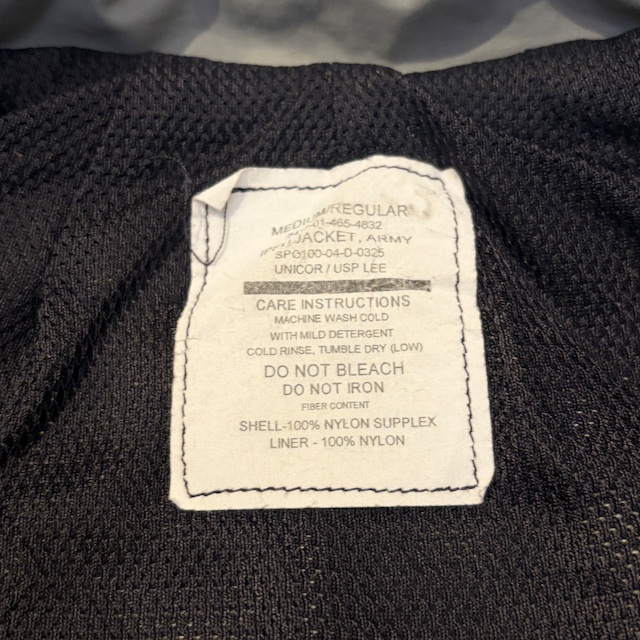 MEDIUM/REGULAR
465-4832
JACKET, ARMY
SPO100-04-D-0325
UNICOR / USP LEE
CARE INSTRUCTIONS
MACHINE WASH COLD
WITH MILD DETERGENT
COLD RINSE, TUMBLE DRY (LOW)
DO NOT BLEACH
DO NOT IRON
FIBER CONTENT
SHELL-100% NYLON SUPPLEX
LINER - 100% NYLON